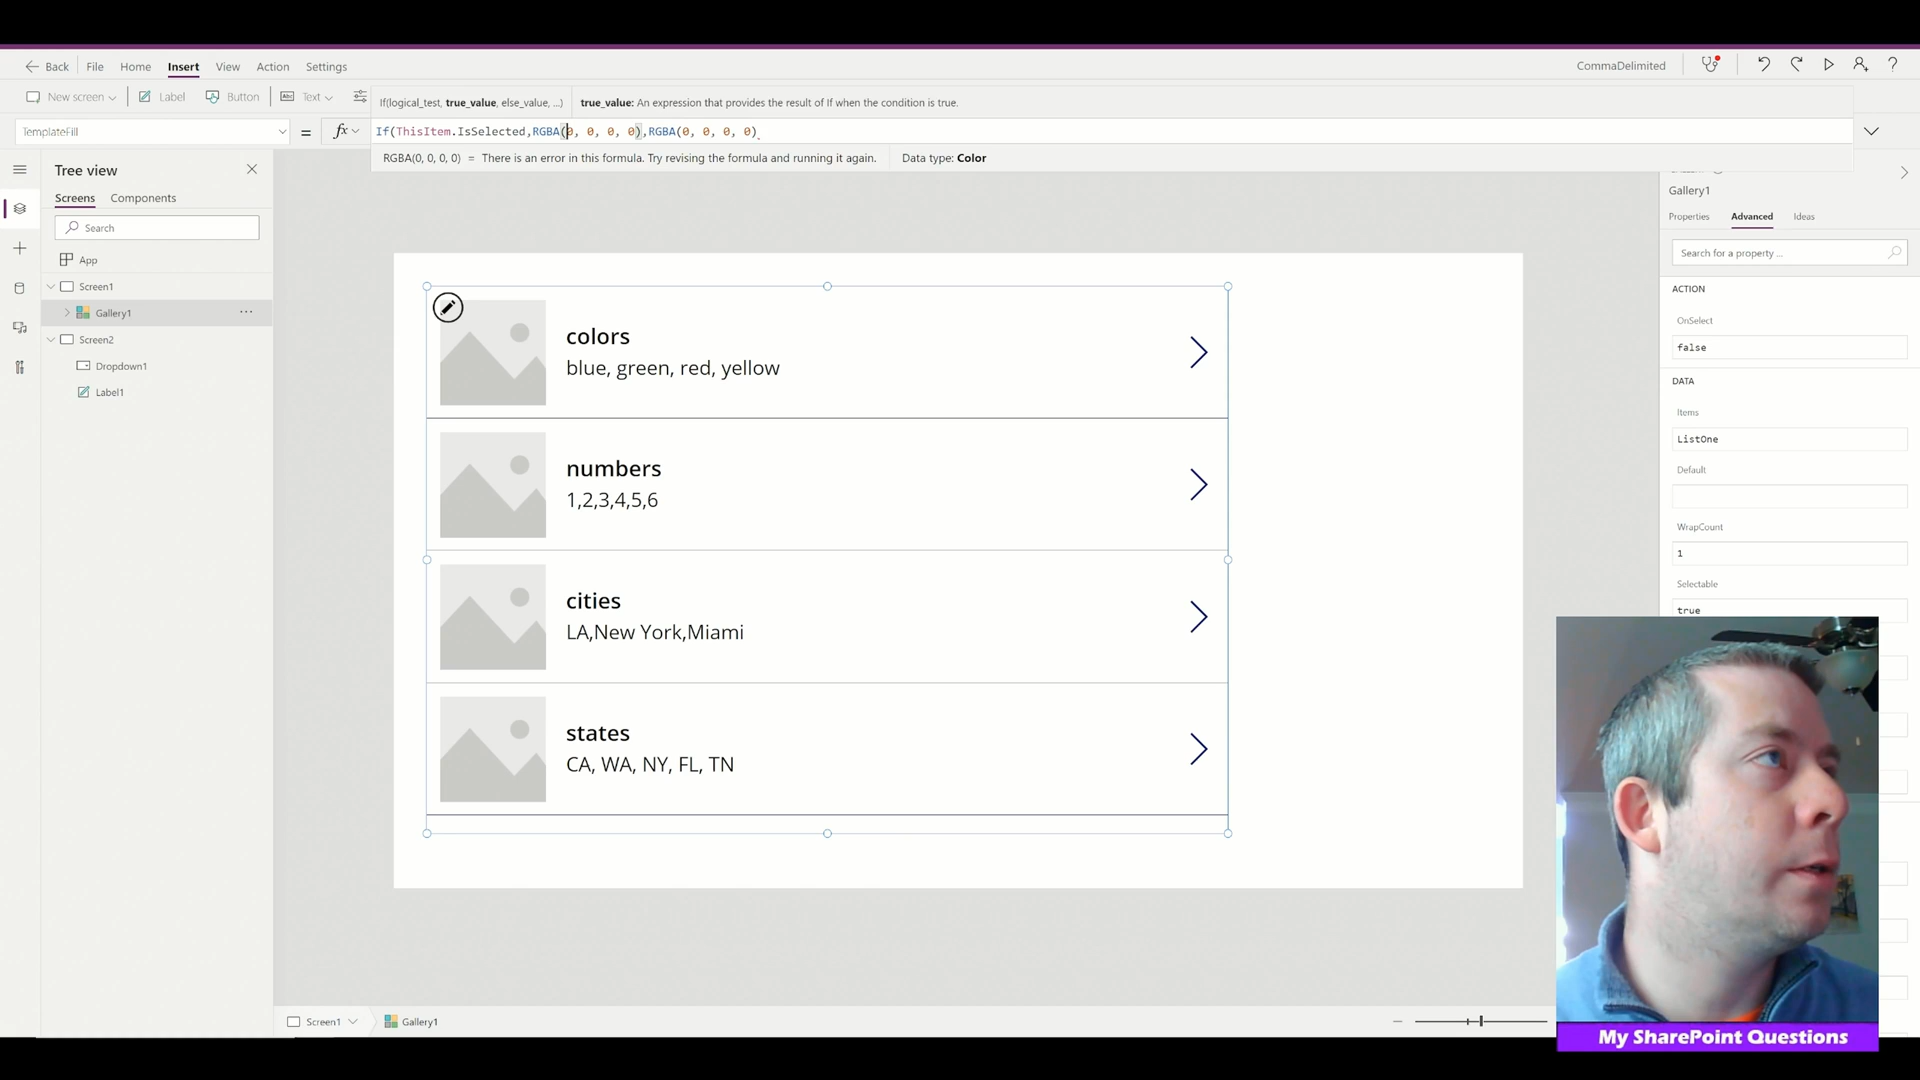 Back File Home Insert View Action Settings CommaDelimited ?
New screen Label Button Abc Text If(logical_test, true_value, else_value, ...) true_value: An expression that provides the result of If when the condition is true.
TemplateFill = fx If(ThisItem.IsSelected,RGBA(0, 0, 0, 0),RGBA(0, 0, 0, 0)
RGBA(0, 0, 0, 0) = There is an error in this formula. Try revising the formula and running it again. Data type: Color
Tree view
Screens Components
Search
App
Screen1
Gallery1 ...
Screen2
Dropdown1
Label1
colors
blue, green, red, yellow
numbers
1,2,3,4,5,6
cities
LA,New York,Miami
states
CA, WA, NY, FL, TN
Gallery1
Properties Advanced Ideas
Search for a property ...
ACTION
OnSelect
false
DATA
Items
ListOne
Default
WrapCount
1
Selectable
true
Screen1 Gallery1
My SharePoint Questions